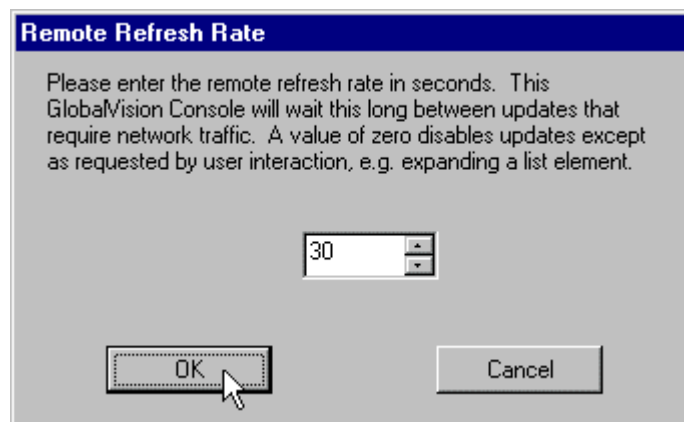 Remote Refresh Rate
Please enter the remote refresh rate in seconds.  This
GlobaVision Console will wait this long between updates that
require network traffic.  A value of zero disables updates except
as requested by user interaction, e.g. expanding a list element.
30
OK
Cancel